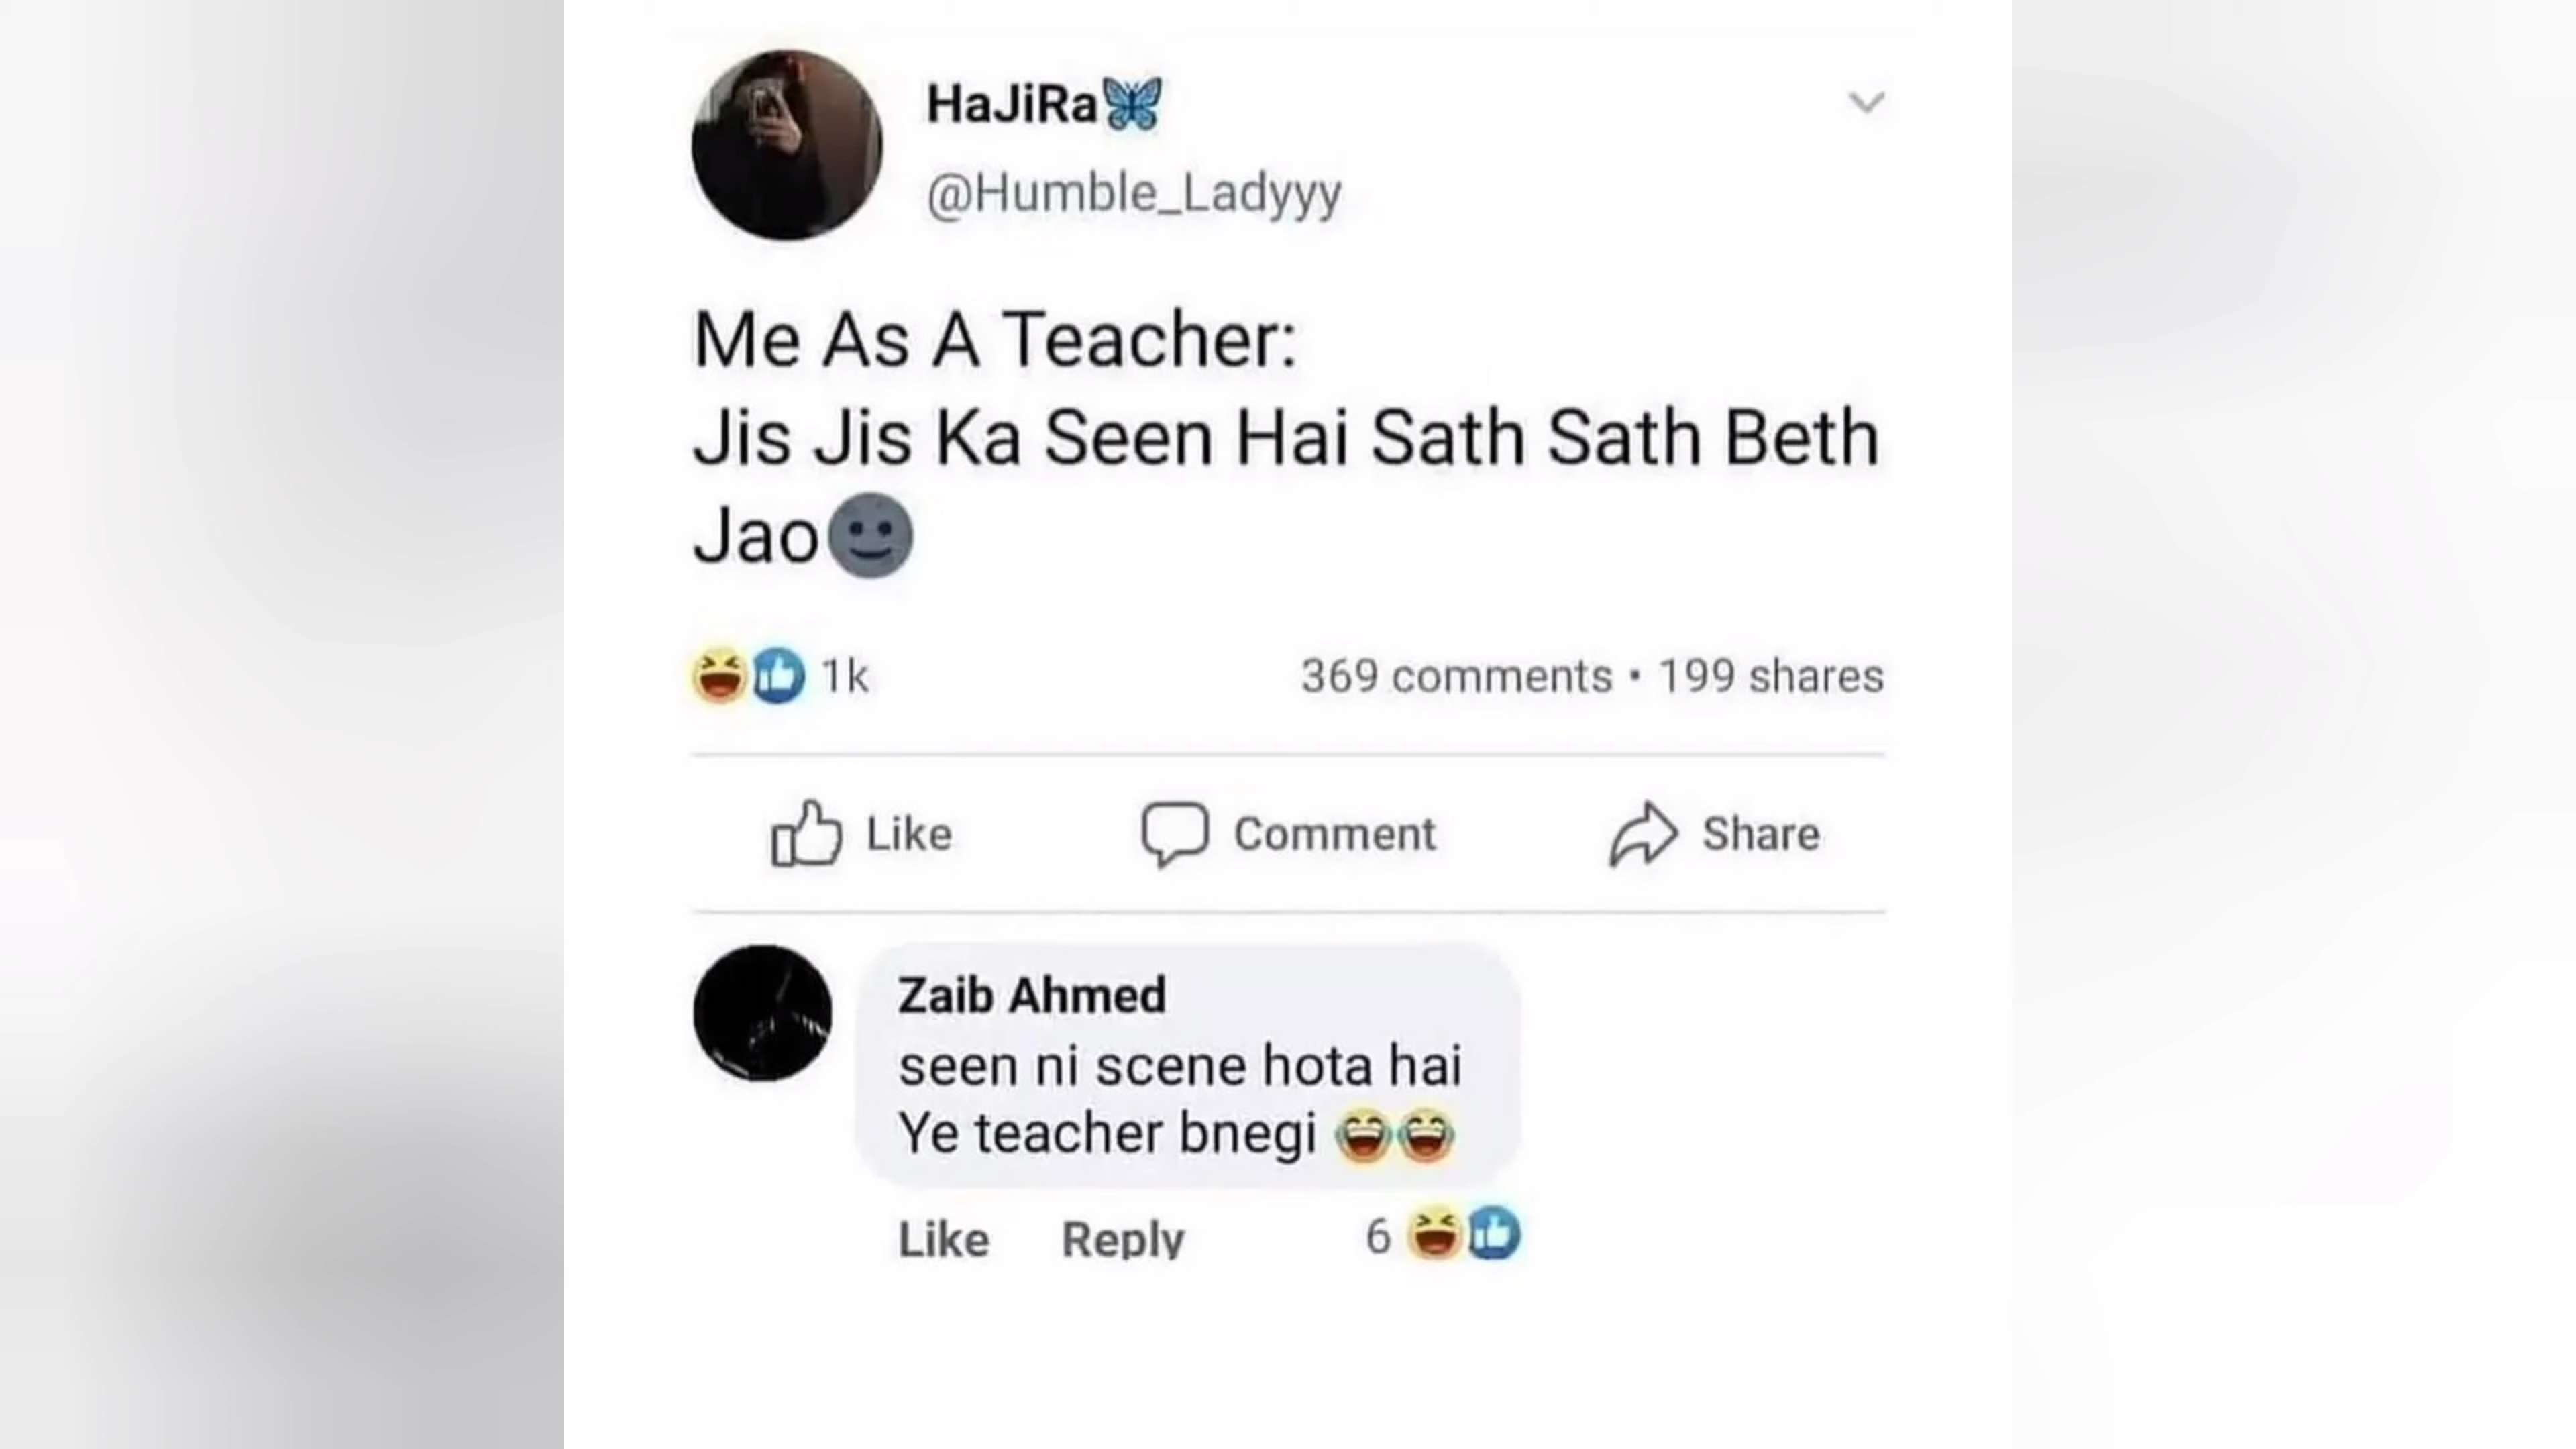 HaJiRa🦋
@Humble_Ladyyy
Me As A Teacher:
Jis Jis Ka Seen Hai Sath Sath Beth
Jao🌚
1k
369 comments • 199 shares
Like
Comment
Share
Zaib Ahmed
seen ni scene hota hai
Ye teacher bnegi 😂😂
Like
Reply
6